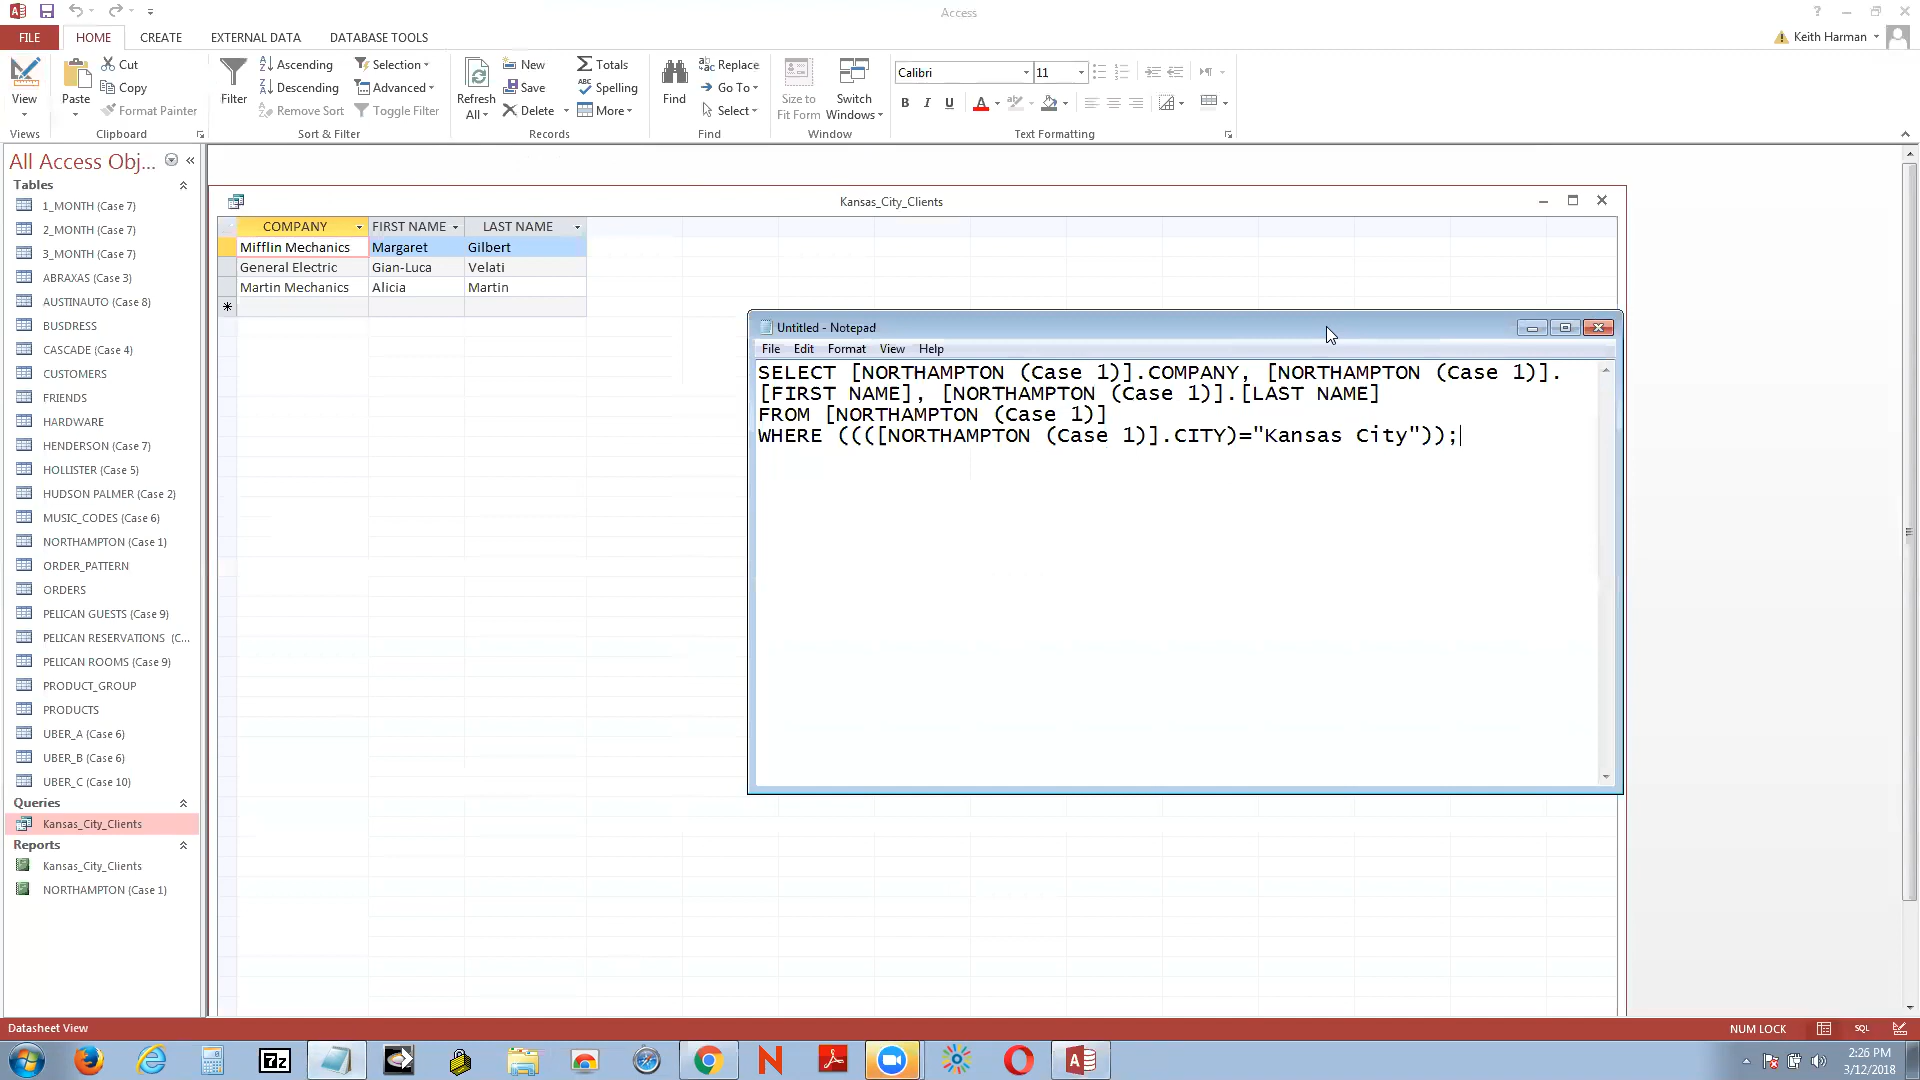 Access
FILE HOME CREATE EXTERNAL DATA DATABASE TOOLS
Keith Harman
View
Views
Paste
Cut
Copy
Format Painter
Clipboard
Filter
Ascending
Descending
Remove Sort
Selection
Advanced
Toggle Filter
Sort & Filter
Refresh
All
New
Save
Delete
Totals
Spelling
More
Records
Find
Replace
Go To
Select
Find
Size to
Fit Form
Switch
Windows
Window
Calibri
11
B I U A
Text Formatting
All Access Obj...
Tables
1_MONTH (Case 7)
2_MONTH (Case 7)
3_MONTH (Case 7)
ABRAXAS (Case 3)
AUSTINAUTO (Case 8)
BUSDRESS
CASCADE (Case 4)
CUSTOMERS
FRIENDS
HARDWARE
HENDERSON (Case 7)
HOLLISTER (Case 5)
HUDSON PALMER (Case 2)
MUSIC_CODES (Case 6)
NORTHAMPTON (Case 1)
ORDER_PATTERN
ORDERS
PELICAN GUESTS (Case 9)
PELICAN RESERVATIONS (C...
PELICAN ROOMS (Case 9)
PRODUCT_GROUP
PRODUCTS
UBER_A (Case 6)
UBER_B (Case 6)
UBER_C (Case 10)
Queries
Kansas_City_Clients
Reports
Kansas_City_Clients
NORTHAMPTON (Case 1)
Kansas_City_Clients
COMPANY FIRST NAME LAST NAME
Mifflin Mechanics Margaret Gilbert
General Electric Gian-Luca Velati
Martin Mechanics Alicia Martin
Untitled - Notepad
File Edit Format View Help
SELECT [NORTHAMPTON (Case 1)].COMPANY, [NORTHAMPTON (Case 1)].
[FIRST NAME], [NORTHAMPTON (Case 1)].[LAST NAME]
FROM [NORTHAMPTON (Case 1)]
WHERE ((([NORTHAMPTON (Case 1)].CITY)="Kansas City"));
Datasheet View
NUM LOCK
SQL
7z
2:26 PM
3/12/2018